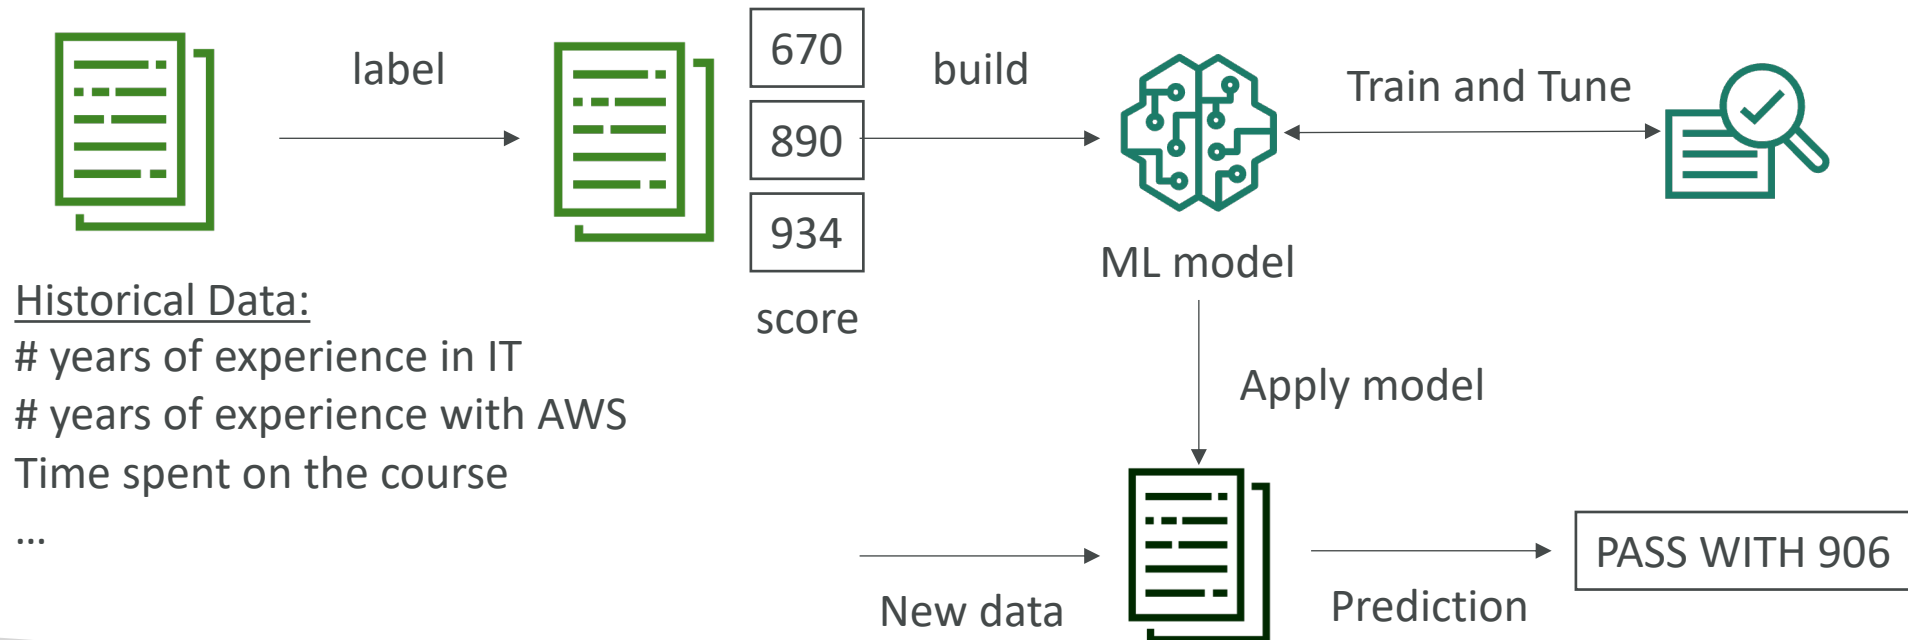 label
670
890
934
score
build
Train and Tune
ML model
Historical Data:
# years of experience in IT
# years of experience with AWS
Time spent on the course
...
Apply model
New data
Prediction
PASS WITH 906